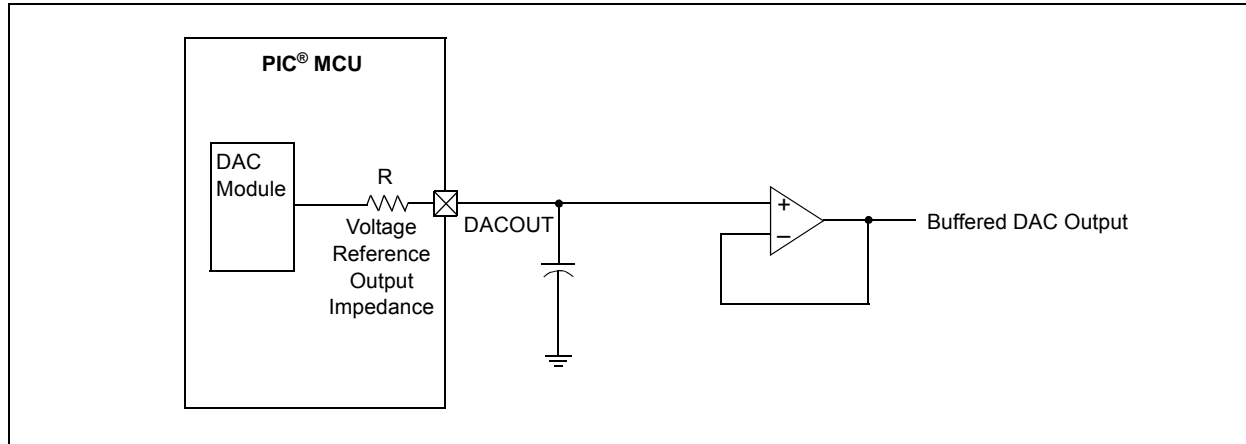 PIC® MCU
DAC
Module
R
Voltage
Reference
Output
Impedance
DACOUT
+
–
Buffered DAC Output